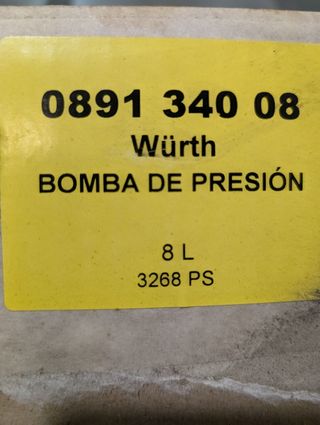 0891 340 08
Würth
BOMBA DE PRESIÓN
8 L
3268 PS